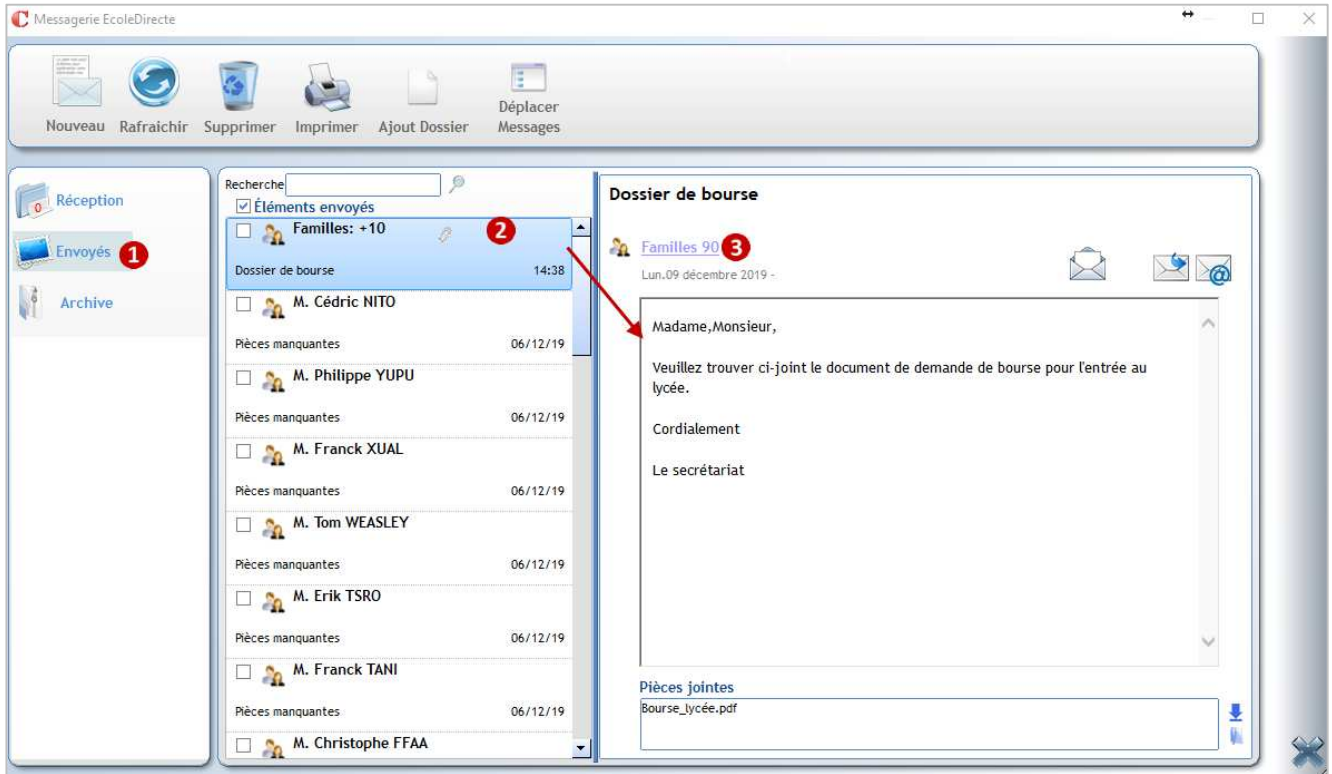 Messagerie EcoleDirecte
Nouveau
Rafraichir
Supprimer
Imprimer
Ajout Dossier
Déplacer
Messages
0
Réception
Envoyés
1
Archive
Recherche
Éléments envoyés
Familles: +10
2
Dossier de bourse 14:38
M. Cédric NITO
Pièces manquantes 06/12/19
M. Philippe YUPU
Pièces manquantes 06/12/19
M. Franck XUAL
Pièces manquantes 06/12/19
M. Tom WEASLEY
Pièces manquantes 06/12/19
M. Erik TSRO
Pièces manquantes 06/12/19
M. Franck TANI
Pièces manquantes 06/12/19
M. Christophe FFAA
Dossier de bourse
Familles 90
3
Lun.09 décembre 2019 -
@
Madame,Monsieur,
Veuillez trouver ci-joint le document de demande de bourse pour l'entrée au
lycée.
Cordialement
Le secrétariat
Pièces jointes
Bourse_lycée.pdf